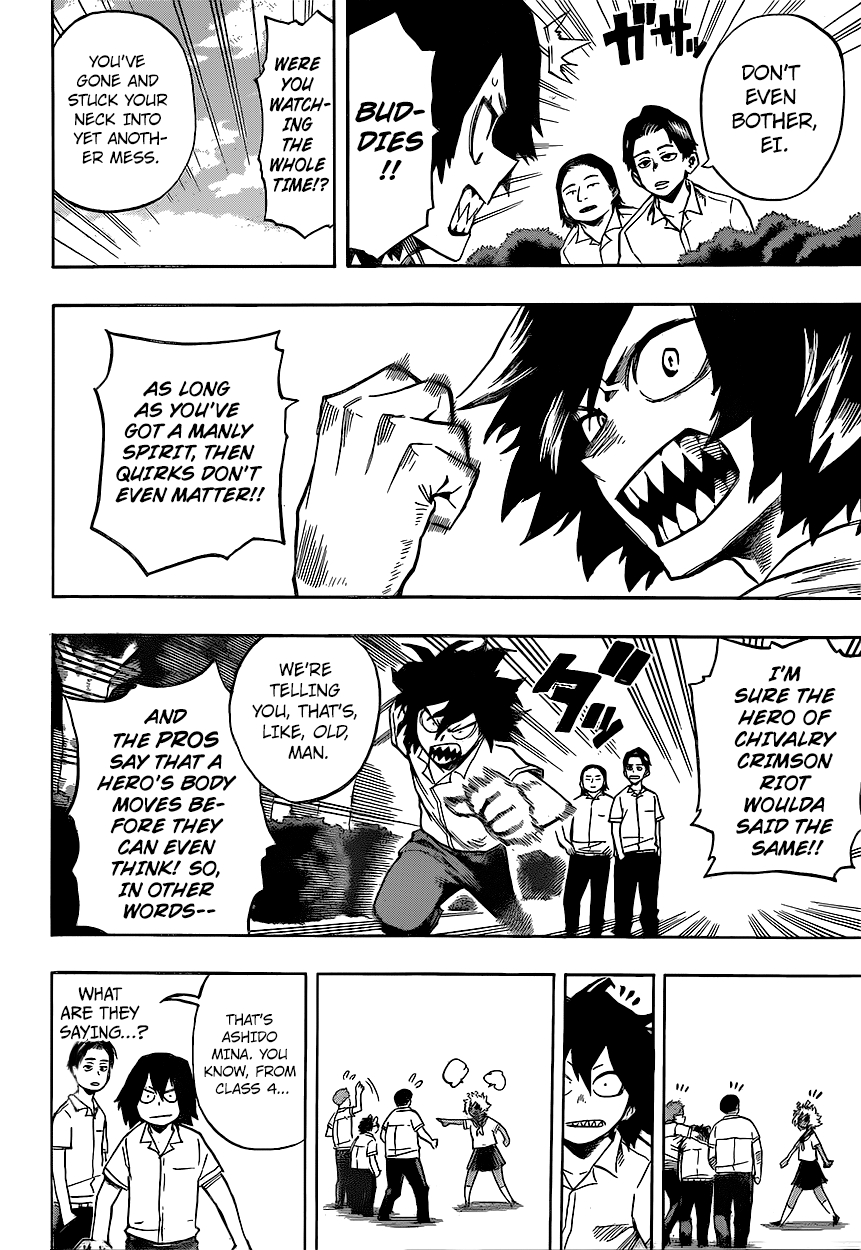 DON'T
EVEN
BOTHER,
EI.
ガサッ
BUD-
DIES
!!
WERE
YOU
WATCH-
ING
THE
WHOLE
TIME!?
YOU'VE
GONE AND
STUCK YOUR
NECK INTO
YET ANOTH-
ER MESS.
AS LONG
AS YOU'VE
GOT A MANLY
SPIRIT, THEN
QUIRKS DON'T
EVEN MATTER!!
I'M
SURE THE
HERO OF
CHIVALRY
CRIMSON
RIOT
WOULDA
SAID THE
SAME!!
ダッ
WE'RE
TELLING
YOU, THAT'S,
LIKE, OLD,
MAN.
AND
THE PROS
SAY THAT A
HERO'S BODY
MOVES BE-
FORE THEY
CAN EVEN
THINK! SO,
IN OTHER
WORDS--
THAT'S
ASHIDO
MINA. YOU
KNOW, FROM
CLASS 4...
WHAT
ARE THEY
SAYING...?